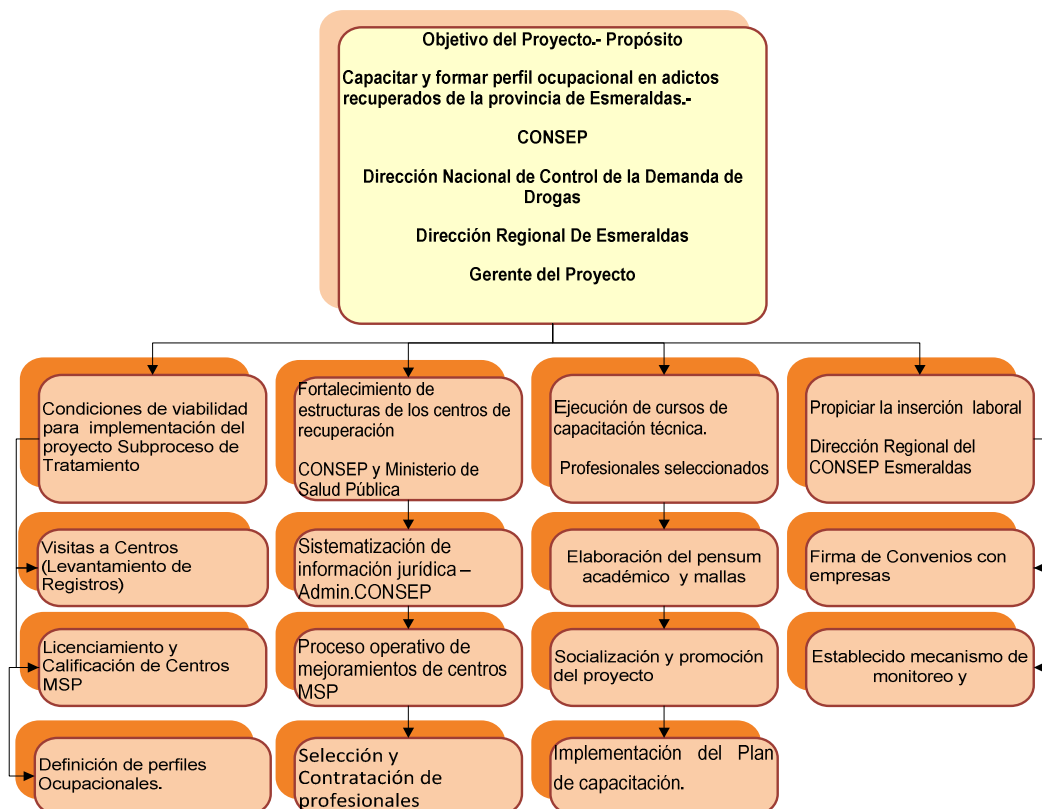 Objetivo del Proyecto.- Propósito
Capacitar y formar perfil ocupacional en adictos
recuperados de la provincia de Esmeraldas.-
CONSEP
Dirección Nacional de Control de la Demanda de
Drogas
Dirección Regional De Esmeraldas
Gerente del Proyecto
Condiciones de viabilidad
para implementación del
proyecto Subproceso de
Tratamiento
Visitas a Centros
(Levantamiento de
Registros)
Licenciamiento y
Calificación de Centros
MSP
Definición de perfiles
Ocupacionales.
Fortalecimiento de
estructuras de los centros de
recuperación
CONSEP y Ministerio de
Salud Pública
Sistematización de
información jurídica –
Admin.CONSEP
Proceso operativo de
mejoramientos de centros
MSP
Selección y
Contratación de
profesionales
Ejecución de cursos de
capacitación técnica.
Profesionales seleccionados
Elaboración del pensum
académico y mallas
Socialización y promoción
del proyecto
Implementación del Plan
de capacitación.
Propiciar la inserción laboral
Dirección Regional del
CONSEP Esmeraldas
Firma de Convenios con
empresas
Establecido mecanismo de
monitoreo y